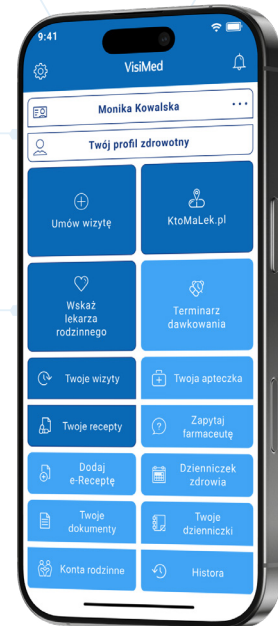 9:41
VisiMed
Monika Kowalska
Twój profil zdrowotny
Umów wizytę
KtoMaLek.pl
Wskaż
lekarza
rodzinnego
Terminarz
dawkowania
Twoje wizyty
Twoja apteczka
Twoje recepty
Zapytaj
farmaceutę
Dodaj
e-Receptę
Dzienniczek
zdrowia
Twoje
dokumenty
Twoje
dzienniczki
Konta rodzinne
Histora